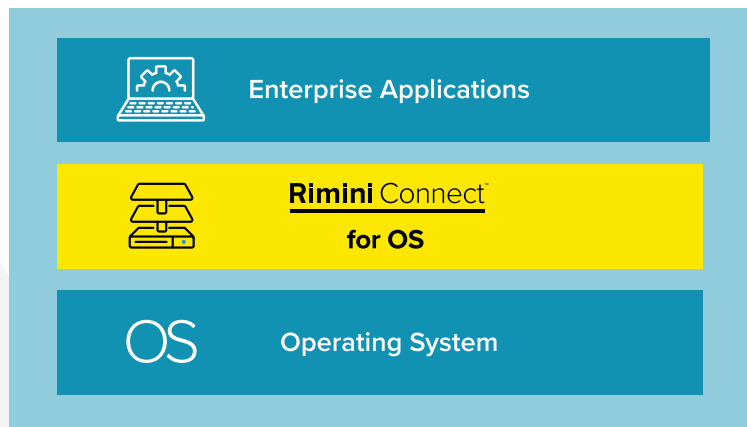 Enterprise Applications
Rimini Connect™
for OS
OS
Operating System